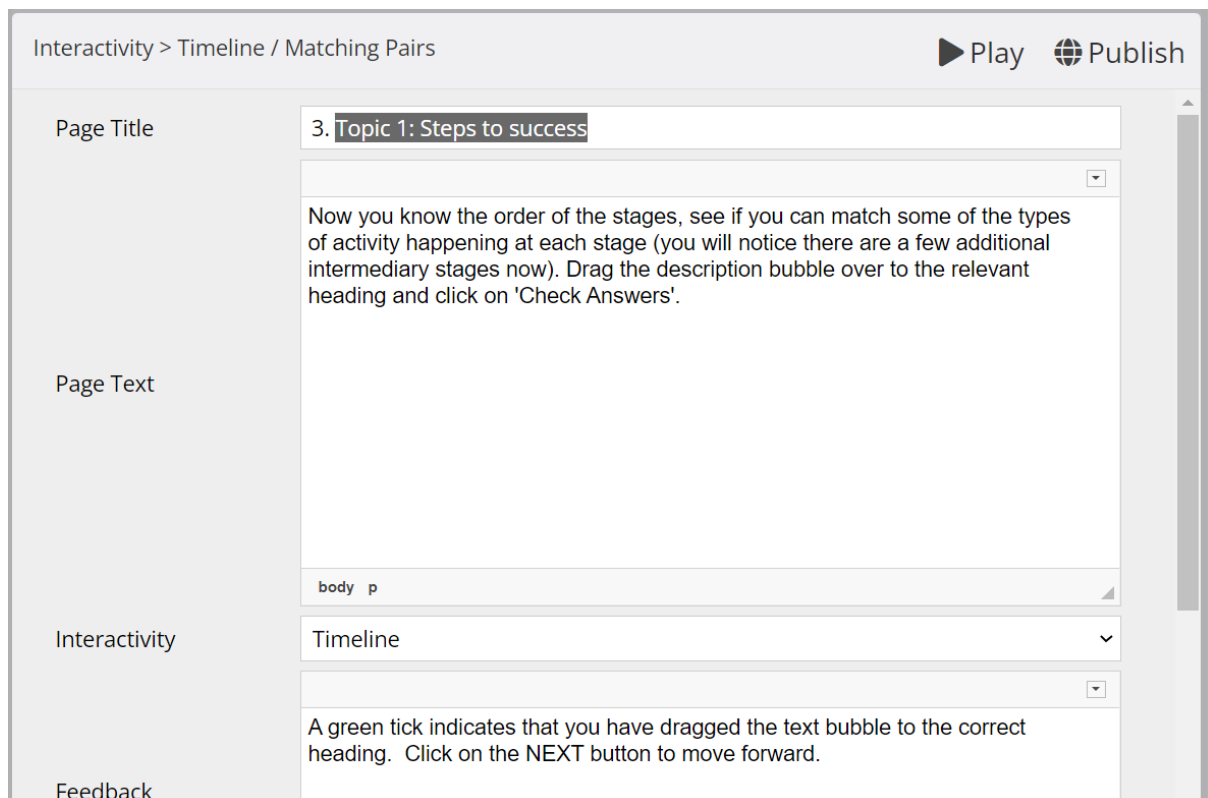 Interactivity > Timeline / Matching Pairs
Play
Publish
Page Title
3. Topic 1: Steps to success
Now you know the order of the stages, see if you can match some of the types
of activity happening at each stage (you will notice there are a few additional
intermediary stages now). Drag the description bubble over to the relevant
heading and click on 'Check Answers'.
Page Text
body p
Interactivity
Timeline
A green tick indicates that you have dragged the text bubble to the correct
heading.  Click on the NEXT button to move forward.
Feedback